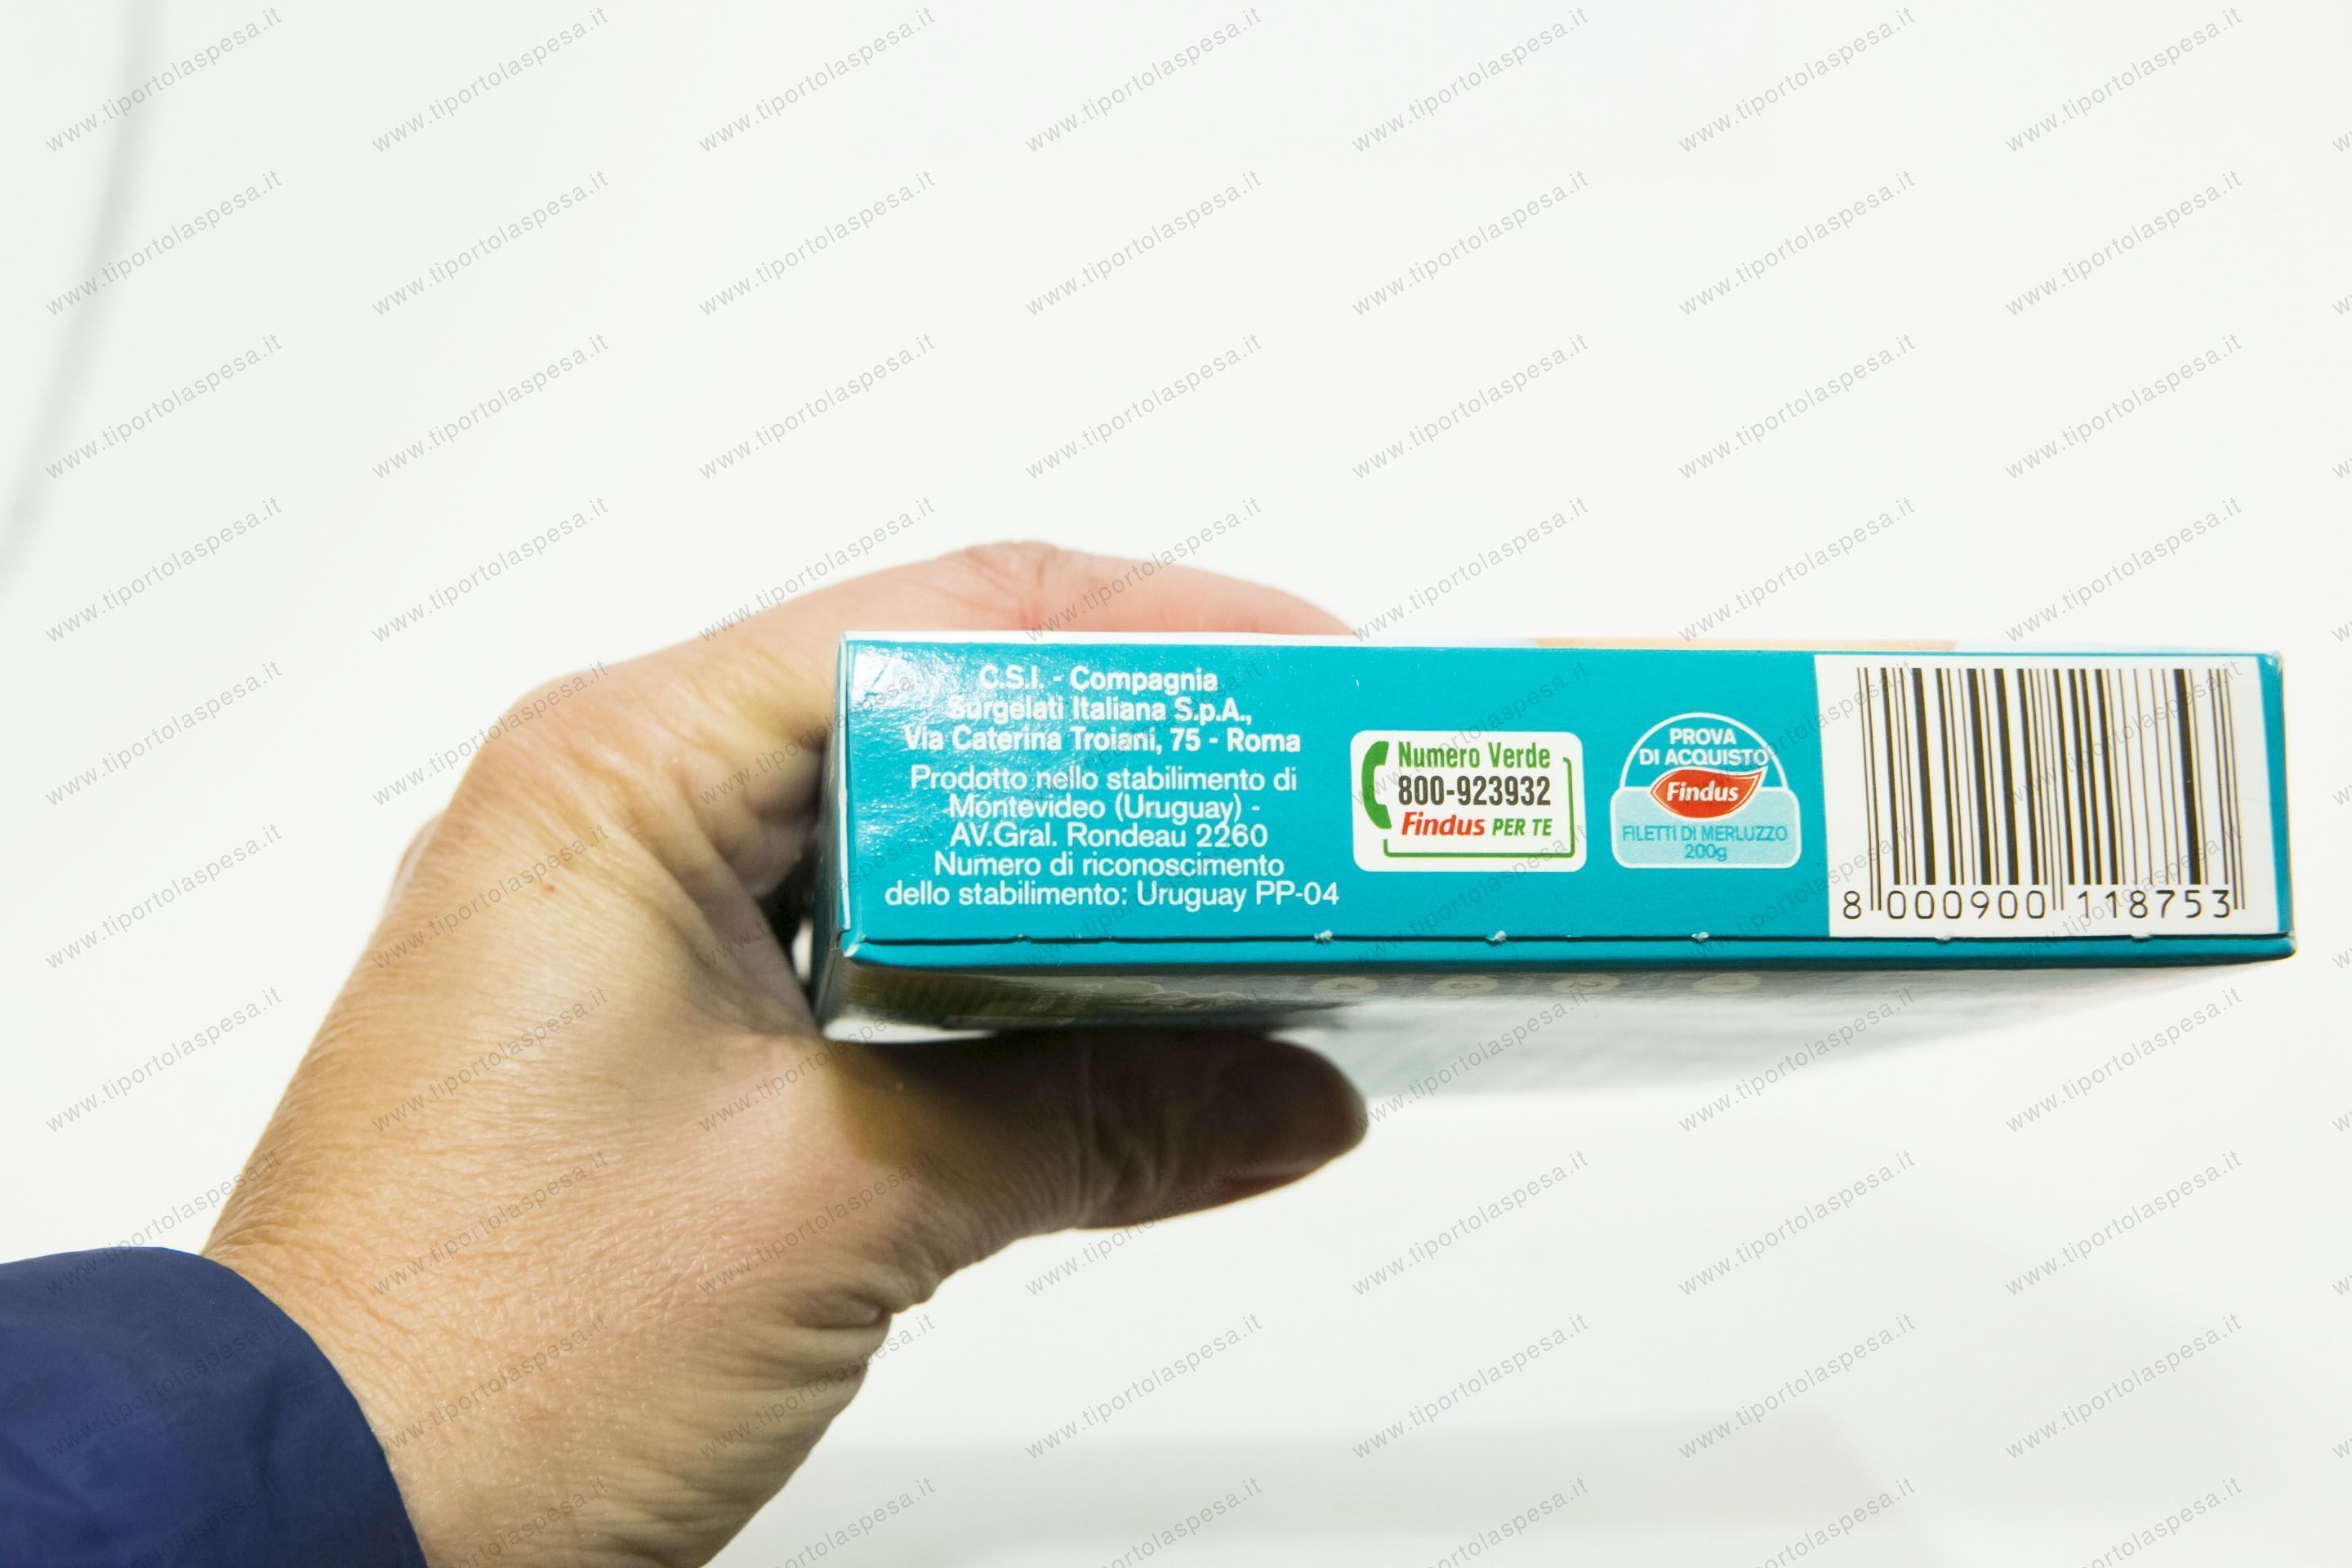 C.S.I. - Compagnia
Surgelati Italiana S.p.A.,
Via Caterina Troiani, 75 - Roma
Prodotto nello stabilimento di
Montevideo (Uruguay) -
AV.Gral. Rondeau 2260
Numero di riconoscimento
dello stabilimento: Uruguay PP-04
Numero Verde
800-923932
Findus PER TE
PROVA
DI ACQUISTO
Findus
FILETTI DI MERLUZZO
200g
8 000900 118753
www.tiportolaspesa.it